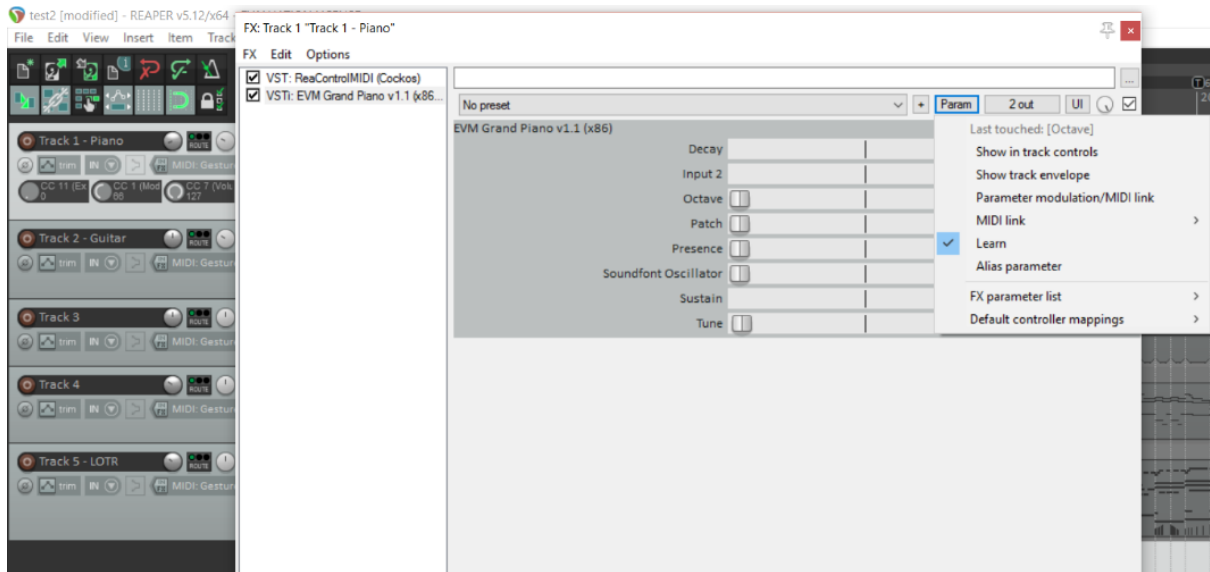 test2 [modified] - REAPER v5.12/x64 -
File Edit View Insert Item Track
FX: Track 1 "Track 1 - Piano"
FX Edit Options
VST: ReaControlMIDI (Cockos)
VSTi: EVM Grand Piano v1.1 (x86...
...
No preset + Param 2 out UI
EVM Grand Piano v1.1 (x86)
Decay
Input 2
Octave
Patch
Presence
Soundfont Oscillator
Sustain
Tune
Last touched: [Octave]
Show in track controls
Show track envelope
Parameter modulation/MIDI link
MIDI link
Learn
Alias parameter
FX parameter list
Default controller mappings
Track 1 - Piano ROUTE
trim IN MIDI: Gestur
CC 11 (Ex CC 1 (Mod CC 7 (Volu
0 66 127
Track 2 - Guitar ROUTE
trim IN MIDI: Gestur
Track 3 ROUTE
trim IN MIDI: Gestur
Track 4 ROUTE
trim IN MIDI: Gestur
Track 5 - LOTR ROUTE
trim IN MIDI: Gestur